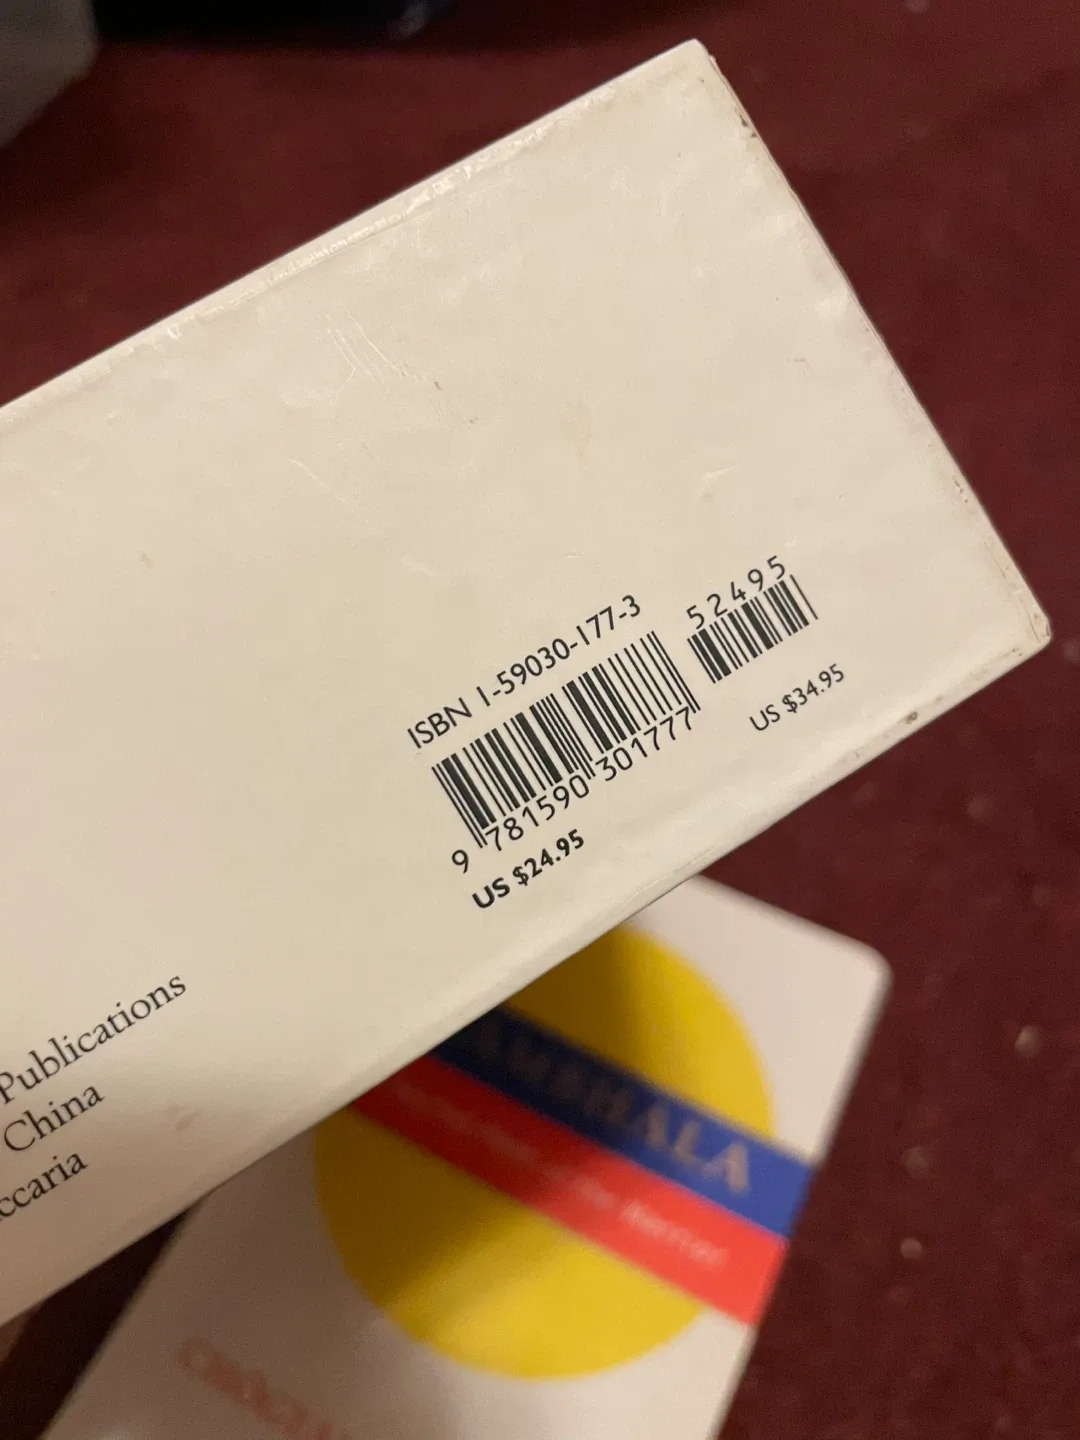 ISBN 1-59030-177-3
52495
9 781590 301777
US $34.95
US $24.95
Publications
China
ccaria
AMBHALA